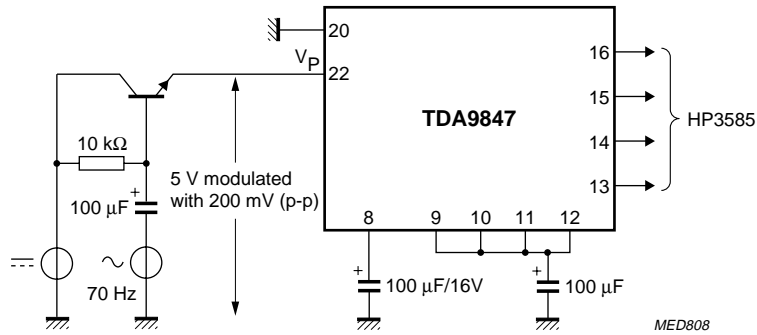 20
V_P
22
TDA9847
16
15
14
13
HP3585
10 kΩ
5 V modulated
with 200 mV (p-p)
+
100 μF
70 Hz
8
9
10
11
12
+
100 μF/16V
+
100 μF
MED808